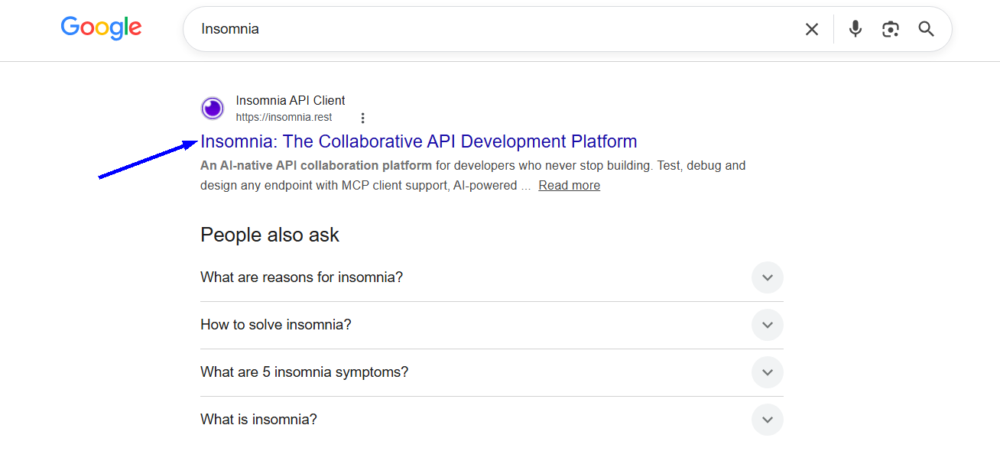 Google
Insomnia
Insomnia API Client
https://insomnia.rest
Insomnia: The Collaborative API Development Platform
An AI-native API collaboration platform for developers who never stop building. Test, debug and
design any endpoint with MCP client support, AI-powered ... Read more
People also ask
What are reasons for insomnia?
How to solve insomnia?
What are 5 insomnia symptoms?
What is insomnia?